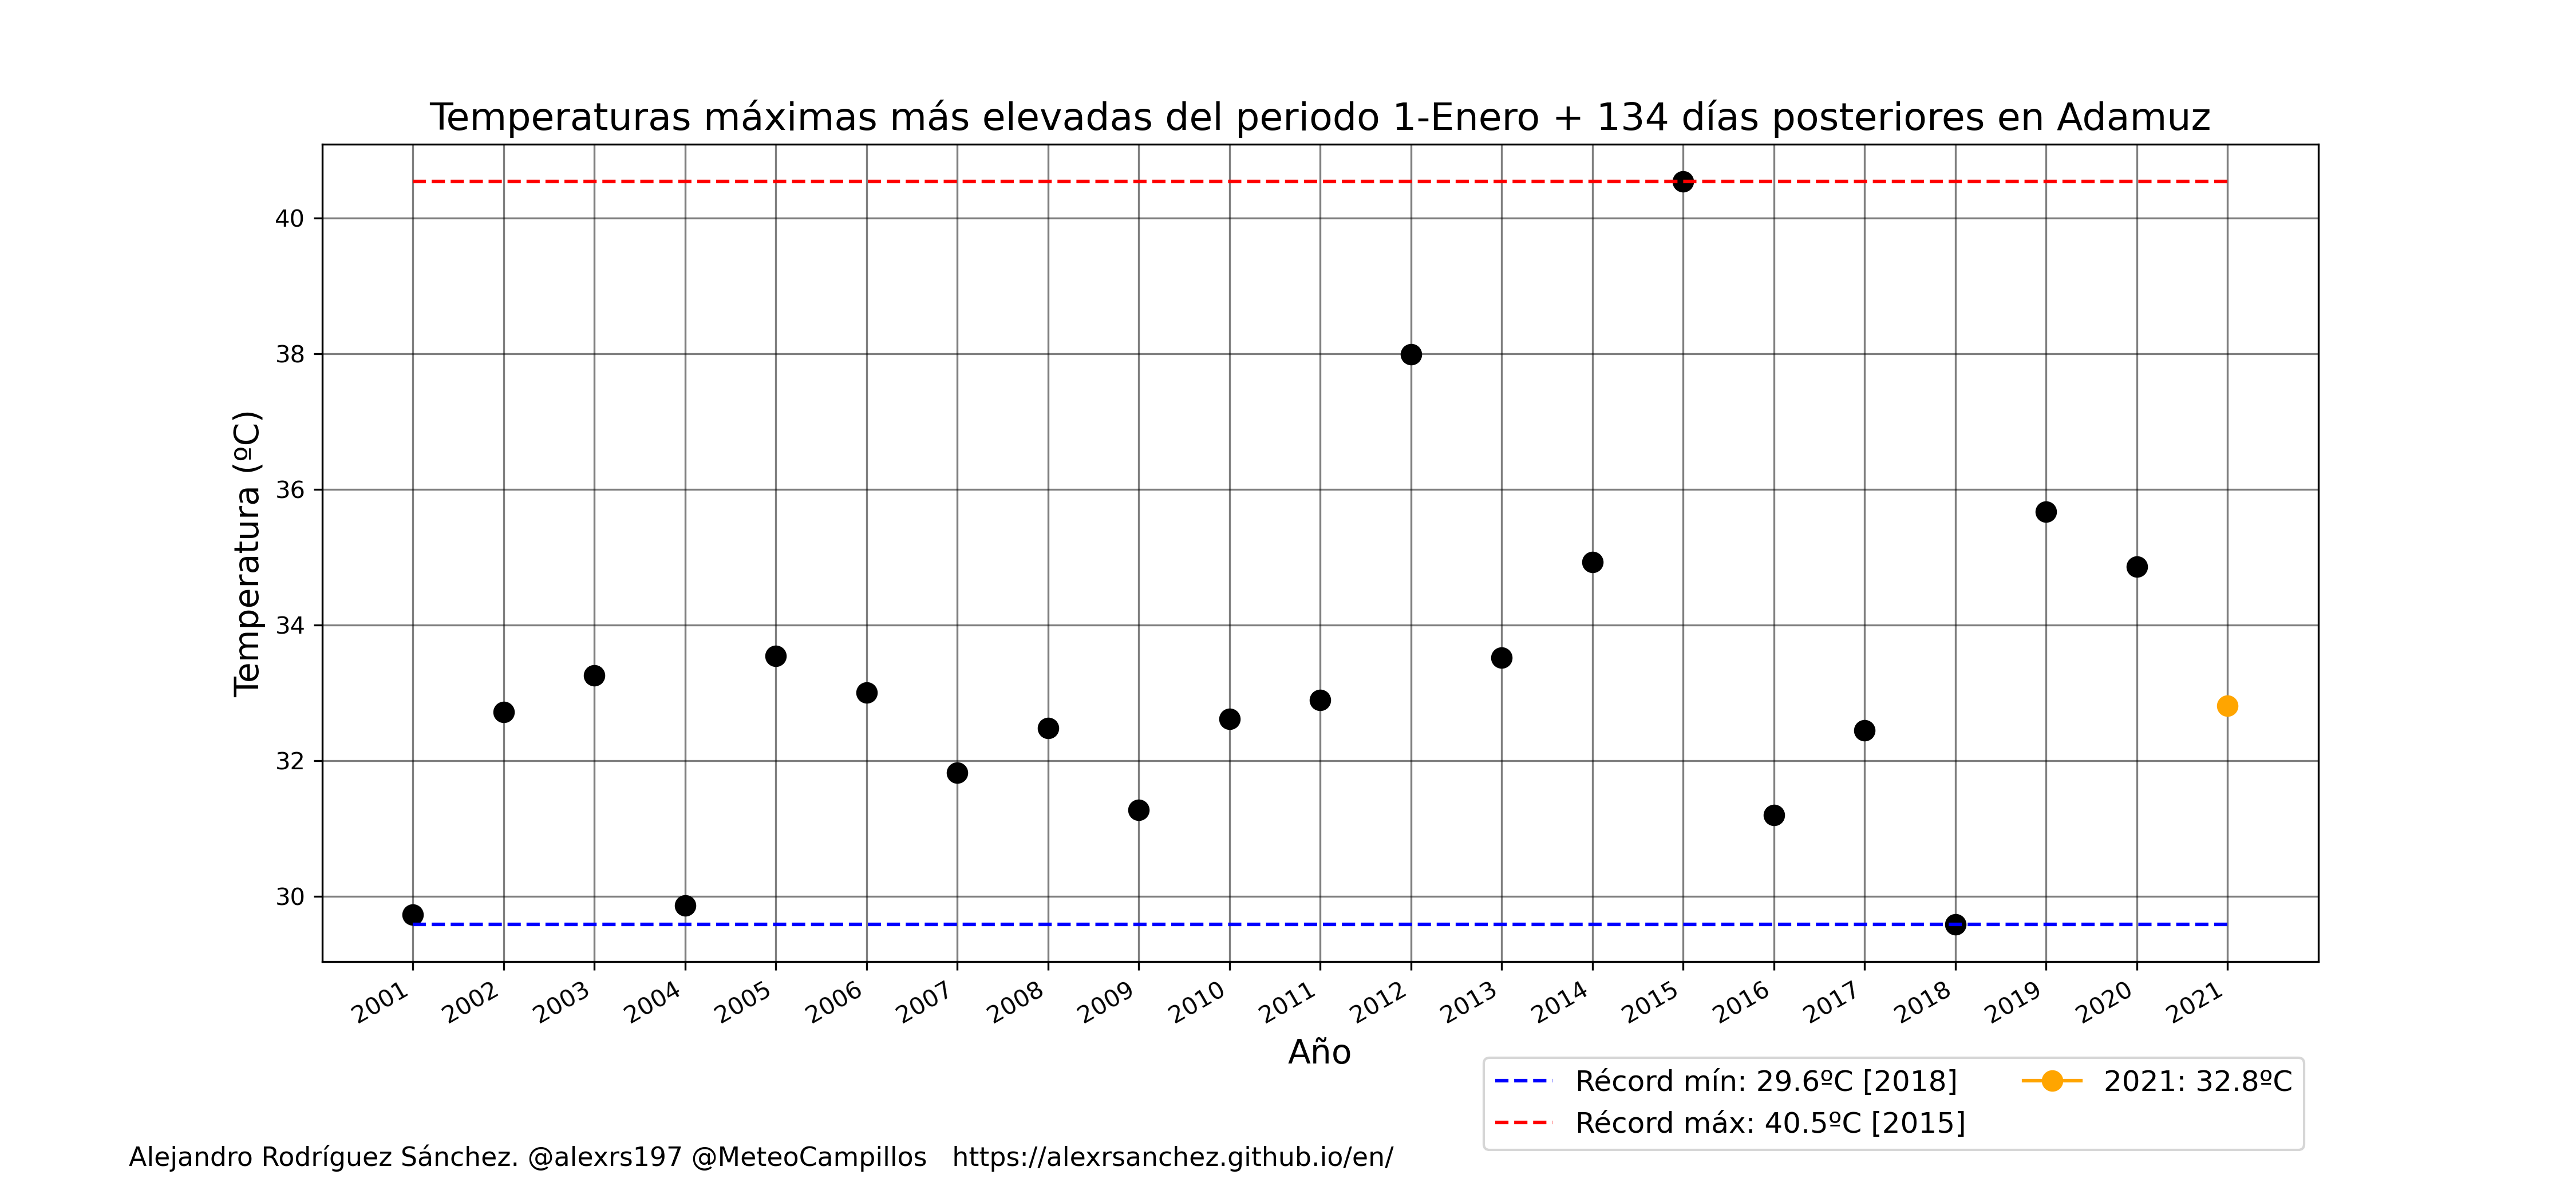 Temperaturas máximas más elevadas del periodo 1-Enero + 134 días posteriores en Adamuz
Temperatura (ºC)
40
38
36
34
32
30
2001 2002 2003 2004 2005 2006 2007 2008 2009 2010 2011 2012 2013 2014 2015 2016 2017 2018 2019 2020 2021
Año
Récord mín: 29.6ºC [2018]
Récord máx: 40.5ºC [2015]
2021: 32.8ºC
Alejandro Rodríguez Sánchez. @alexrs197 @MeteoCampillos https://alexrsanchez.github.io/en/